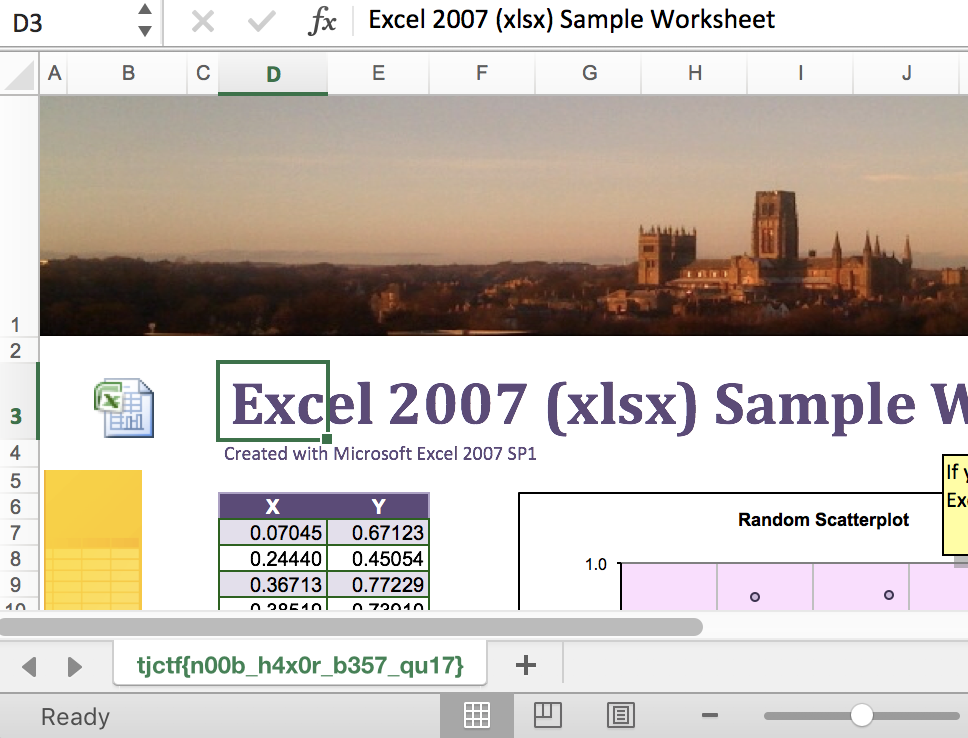 D3 fx Excel 2007 (xlsx) Sample Worksheet
A B C D E F G H I J
1
2
3 Excel 2007 (xlsx) Sample
4 Created with Microsoft Excel 2007 SP1
5 If
6 X Y
Random Scatterplot
7 0.07045 0.67123
8 0.24440 0.45054
1.0
9 0.36713 0.77229
10 0.38519 0.73910
tjctf{n00b_h4x0r_b357_qu17} +
Ready